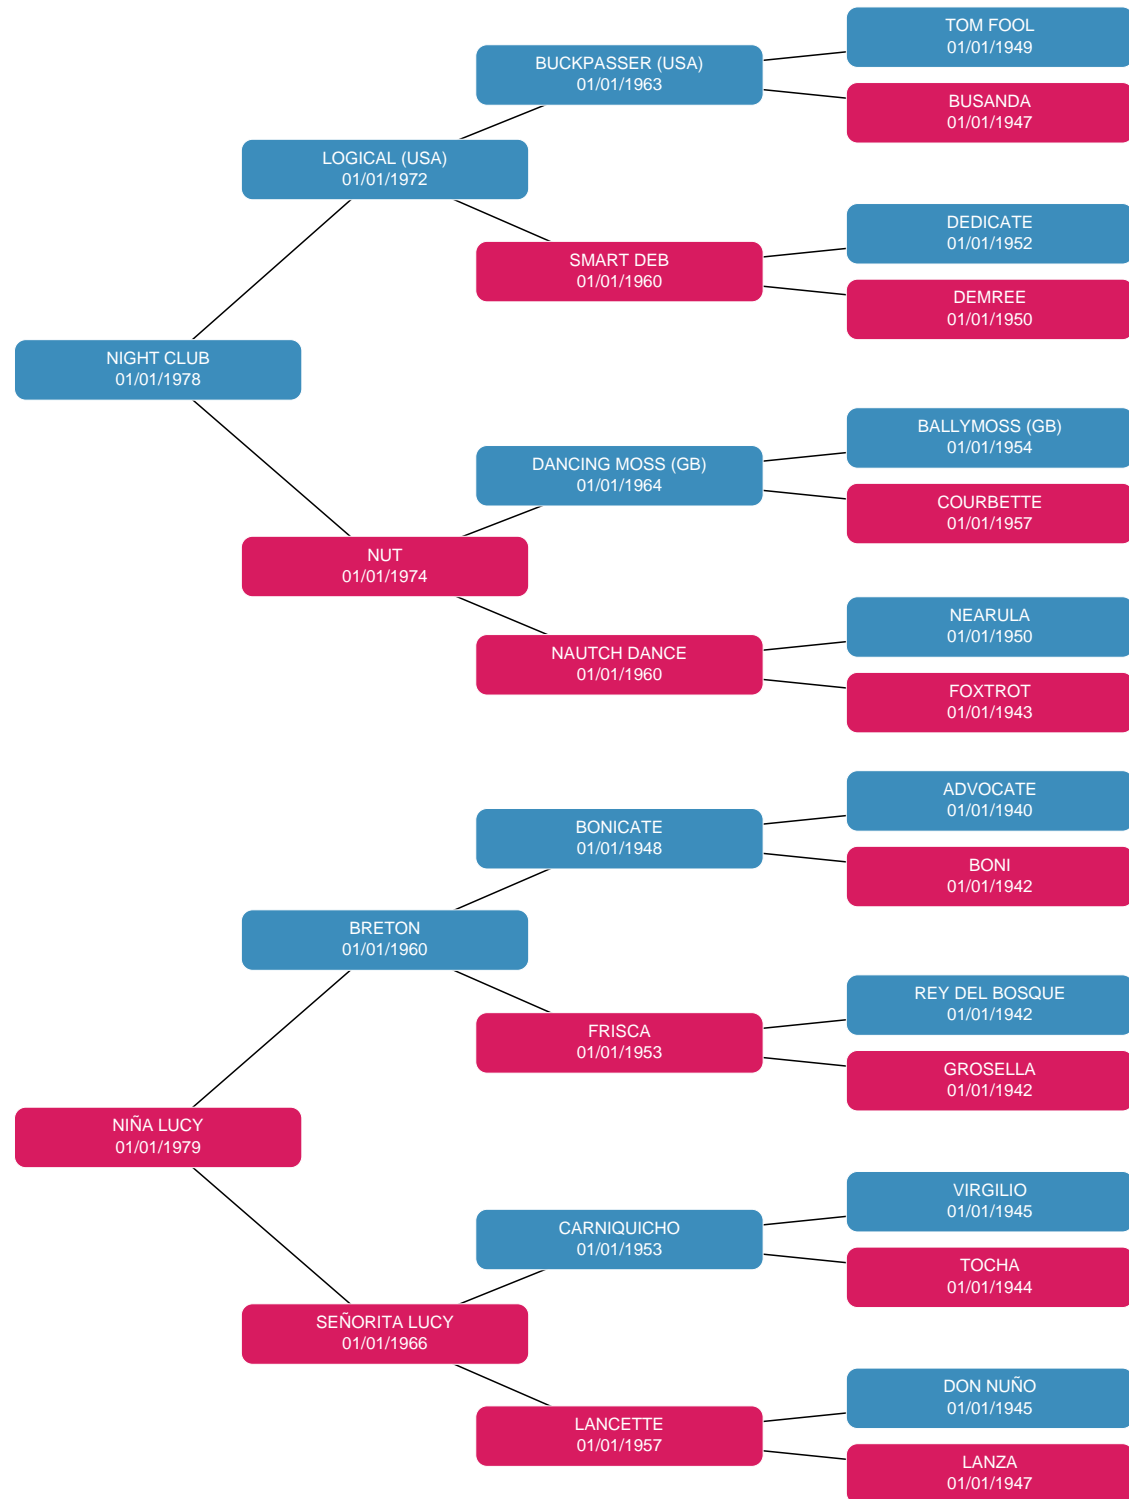 TOM FOOL
01/01/1949
BUCKPASSER (USA)
01/01/1963
BUSANDA
01/01/1947
LOGICAL (USA)
01/01/1972
DEDICATE
01/01/1952
SMART DEB
01/01/1960
DEMREE
01/01/1950
NIGHT CLUB
01/01/1978
BALLYMOSS (GB)
01/01/1954
DANCING MOSS (GB)
01/01/1964
COURBETTE
01/01/1957
NUT
01/01/1974
NEARULA
01/01/1950
NAUTCH DANCE
01/01/1960
FOXTROT
01/01/1943
ADVOCATE
01/01/1940
BONICATE
01/01/1948
BONI
01/01/1942
BRETON
01/01/1960
REY DEL BOSQUE
01/01/1942
FRISCA
01/01/1953
GROSELLA
01/01/1942
NIÑA LUCY
01/01/1979
VIRGILIO
01/01/1945
CARNIQUICHO
01/01/1953
TOCHA
01/01/1944
SEÑORITA LUCY
01/01/1966
DON NUÑO
01/01/1945
LANCETTE
01/01/1957
LANZA
01/01/1947